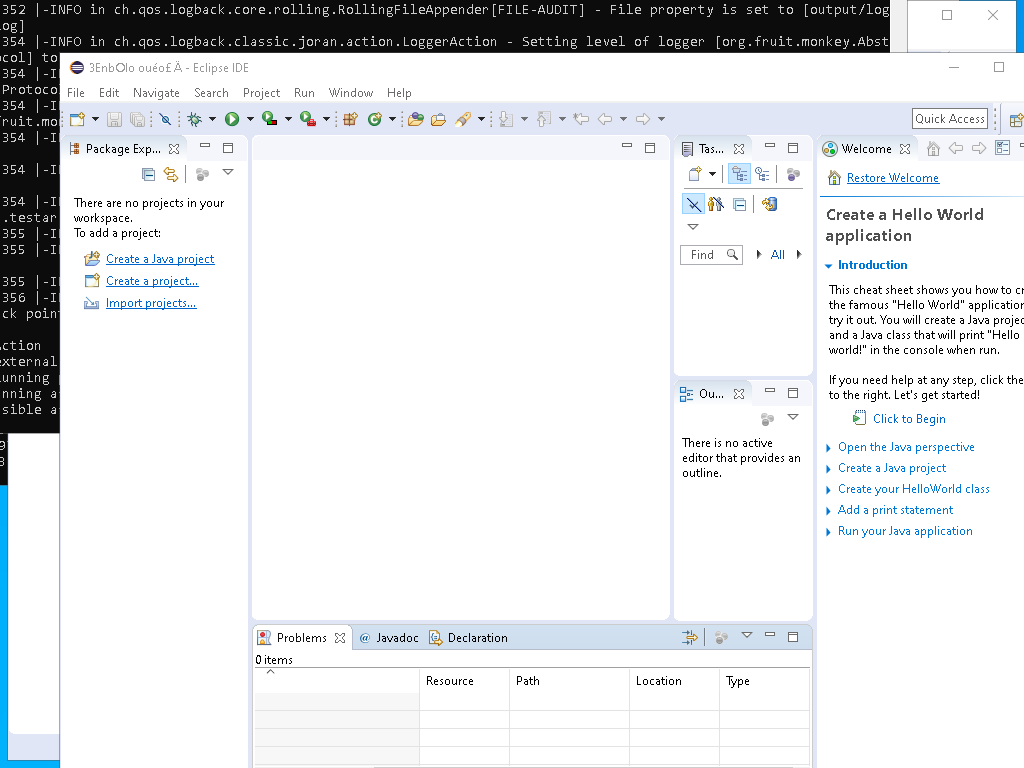 352 |-INFO in ch.qos.logback.core.rolling.RollingFileAppender[FILE-AUDIT] - File property is set to [output/log
og]
354 |-INFO in ch.qos.logback.classic.joran.action.LoggerAction - Setting level of logger [org.fruit.monkey.Abst
ocol] to
354 |-I
Protoco
354 |-I
ruit.mo
354 |-I
354 |-I
354 |-I
.testar
355 |-I
355 |-I
355 |-I
356 |-I
ck poin
Action
external
unning
nning a
sible a
3EnbOlo ouéo£ Ä - Eclipse IDE
File Edit Navigate Search Project Run Window Help
Quick Access
Package Exp...
There are no projects in your
workspace.
To add a project:
Create a Java project
Create a project...
Import projects...
Tas...
Find
All
Ou...
There is no active
editor that provides an
outline.
Welcome
Restore Welcome
Create a Hello World
application
Introduction
This cheat sheet shows you how to cr
the famous "Hello World" application
try it out. You will create a Java projec
and a Java class that will print "Hello
world!" in the console when run.
If you need help at any step, click the
to the right. Let's get started!
Click to Begin
Open the Java perspective
Create a Java project
Create your HelloWorld class
Add a print statement
Run your Java application
Problems @ Javadoc Declaration
0 items
Resource Path Location Type